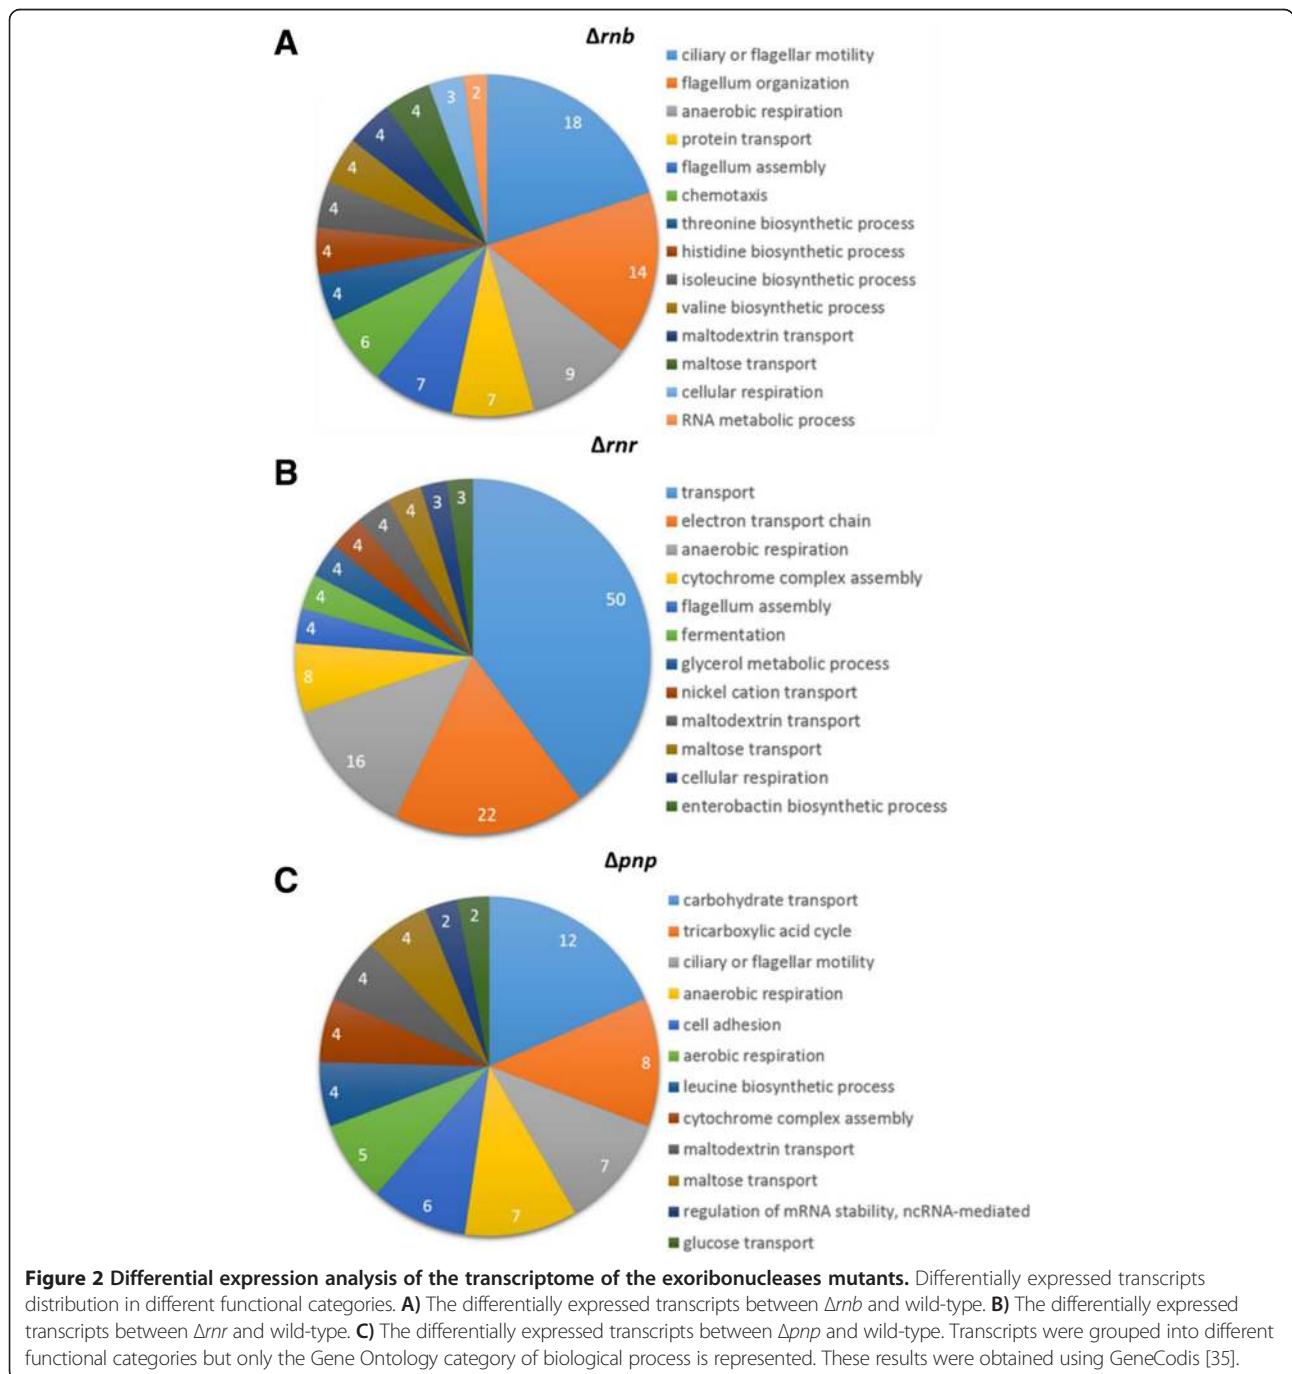 A
Δrnb
ciliary or flagellar motility
flagellum organization
anaerobic respiration
protein transport
flagellum assembly
chemotaxis
threonine biosynthetic process
histidine biosynthetic process
isoleucine biosynthetic process
valine biosynthetic process
maltodextrin transport
maltose transport
cellular respiration
RNA metabolic process
18
14
9
7
7
6
4
4
4
4
4
4
3
2
B
Δrnr
transport
electron transport chain
anaerobic respiration
cytochrome complex assembly
flagellum assembly
fermentation
glycerol metabolic process
nickel cation transport
maltodextrin transport
maltose transport
cellular respiration
enterobactin biosynthetic process
50
22
16
8
4
4
4
4
4
4
3
3
C
Δpnp
carbohydrate transport
tricarboxylic acid cycle
ciliary or flagellar motility
anaerobic respiration
cell adhesion
aerobic respiration
leucine biosynthetic process
cytochrome complex assembly
maltodextrin transport
maltose transport
regulation of mRNA stability, ncRNA-mediated
glucose transport
12
8
7
7
6
5
4
4
4
4
2
2
Figure 2 Differential expression analysis of the transcriptome of the exoribonucleases mutants. Differentially expressed transcripts
distribution in different functional categories. A) The differentially expressed transcripts between Δrnb and wild-type. B) The differentially expressed
transcripts between Δrnr and wild-type. C) The differentially expressed transcripts between Δpnp and wild-type. Transcripts were grouped into different
functional categories but only the Gene Ontology category of biological process is represented. These results were obtained using GeneCodis [35].